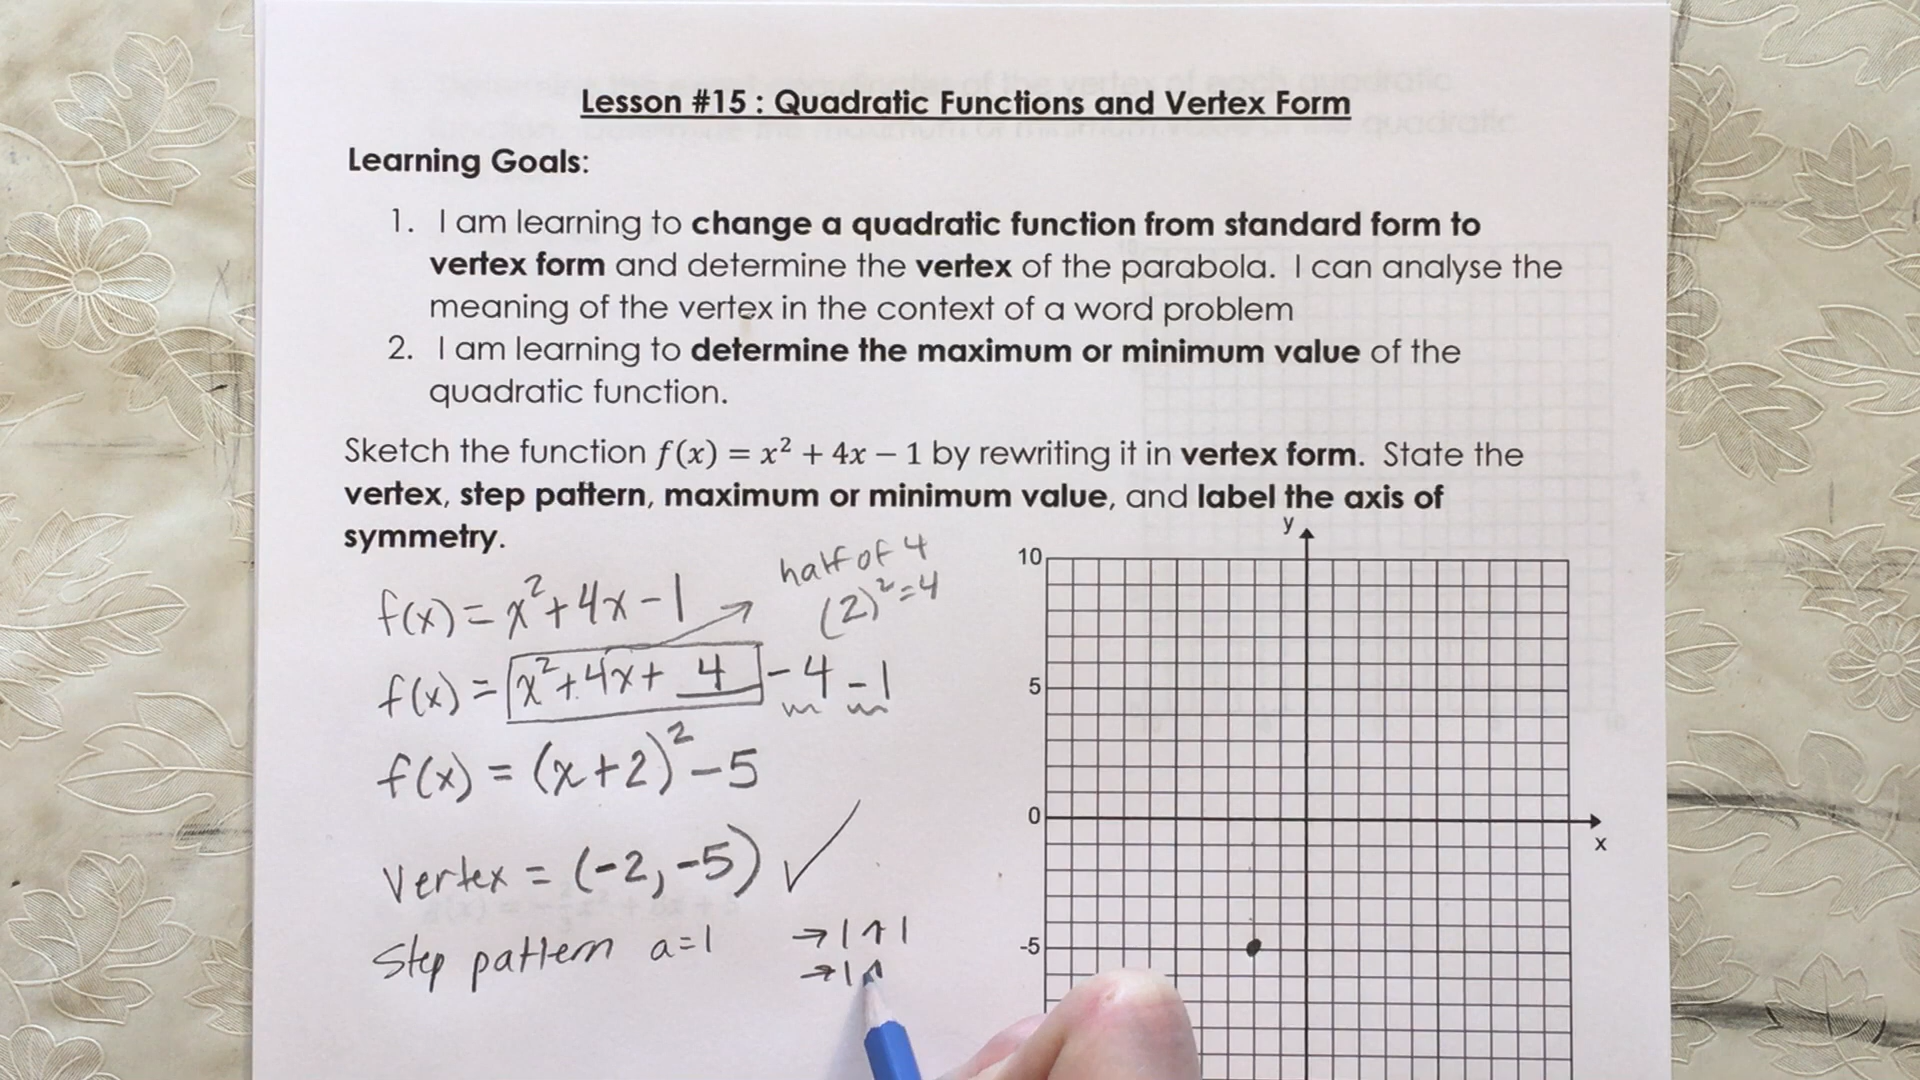 Lesson #15 : Quadratic Functions and Vertex Form
Learning Goals:
1. I am learning to change a quadratic function from standard form to
vertex form and determine the vertex of the parabola. I can analyse the
meaning of the vertex in the context of a word problem
2. I am learning to determine the maximum or minimum value of the
quadratic function.
Sketch the function f(x) = x² + 4x – 1 by rewriting it in vertex form. State the
vertex, step pattern, maximum or minimum value, and label the axis of
symmetry.
half of 4
(2)²=4
f(x) = x²+4x-1
f(x) = x²+4x+ 4 -4 -1
f(x) = (x+2)²-5
Vertex = (-2,-5) ✓
Step pattern a=1 →1↑1
→1↑
y
10
5
0
x
-5